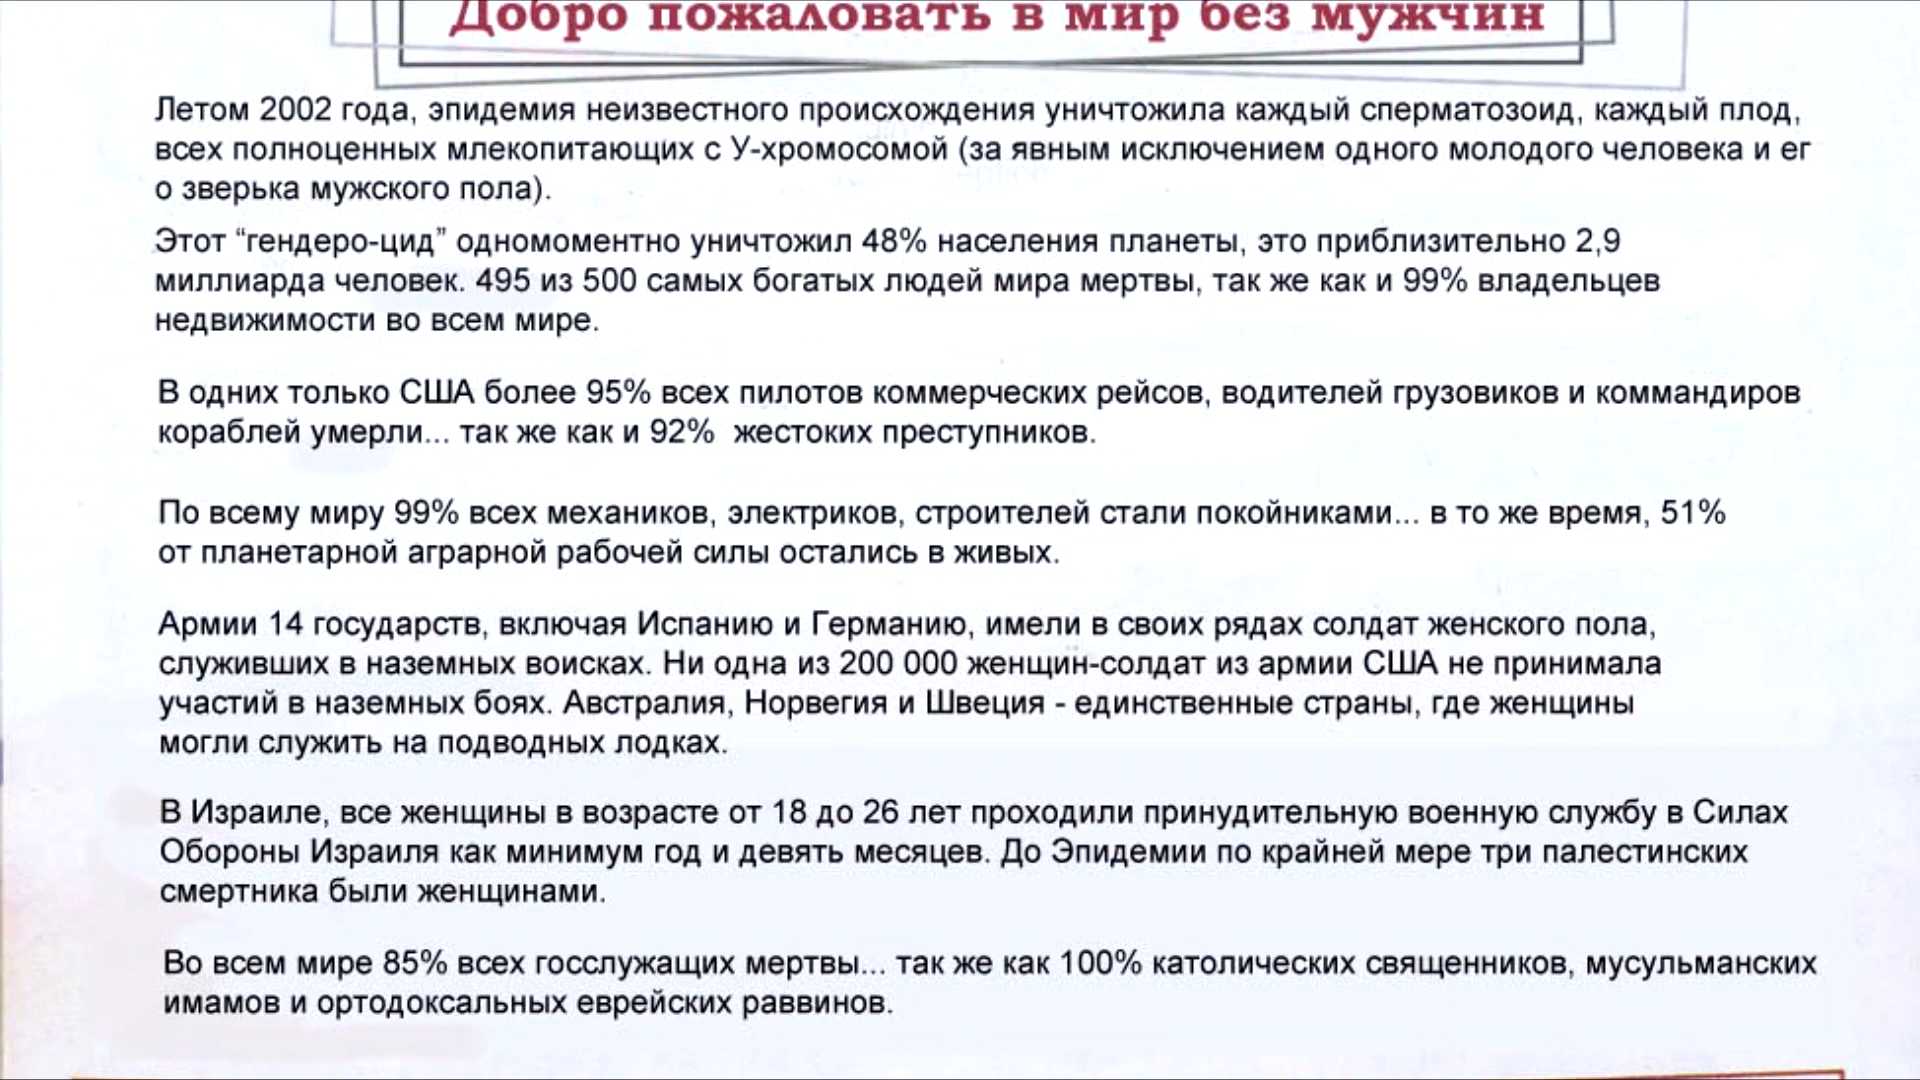 Добро пожаловать в мир без мужчин
Летом 2002 года, эпидемия неизвестного происхождения уничтожила каждый сперматозоид, каждый плод,
всех полноценных млекопитающих с У-хромосомой (за явным исключением одного молодого человека и ег
о зверька мужского пола).
Этот “гендеро-цид” одномоментно уничтожил 48% населения планеты, это приблизительно 2,9
миллиарда человек. 495 из 500 самых богатых людей мира мертвы, так же как и 99% владельцев
недвижимости во всем мире.
В одних только США более 95% всех пилотов коммерческих рейсов, водителей грузовиков и коммандиров
кораблей умерли... так же как и 92%  жестоких преступников.
По всему миру 99% всех механиков, электриков, строителей стали покойниками... в то же время, 51%
от планетарной аграрной рабочей силы остались в живых.
Армии 14 государств, включая Испанию и Германию, имели в своих рядах солдат женского пола,
служивших в наземных воисках. Ни одна из 200 000 женщин-солдат из армии США не принимала
участий в наземных боях. Австралия, Норвегия и Швеция - единственные страны, где женщины
могли служить на подводных лодках.
В Израиле, все женщины в возрасте от 18 до 26 лет проходили принудительную военную службу в Силах
Обороны Израиля как минимум год и девять месяцев. До Эпидемии по крайней мере три палестинских
смертника были женщинами.
Во всем мире 85% всех госслужащих мертвы... так же как 100% католических священников, мусульманских
имамов и ортодоксальных еврейских раввинов.